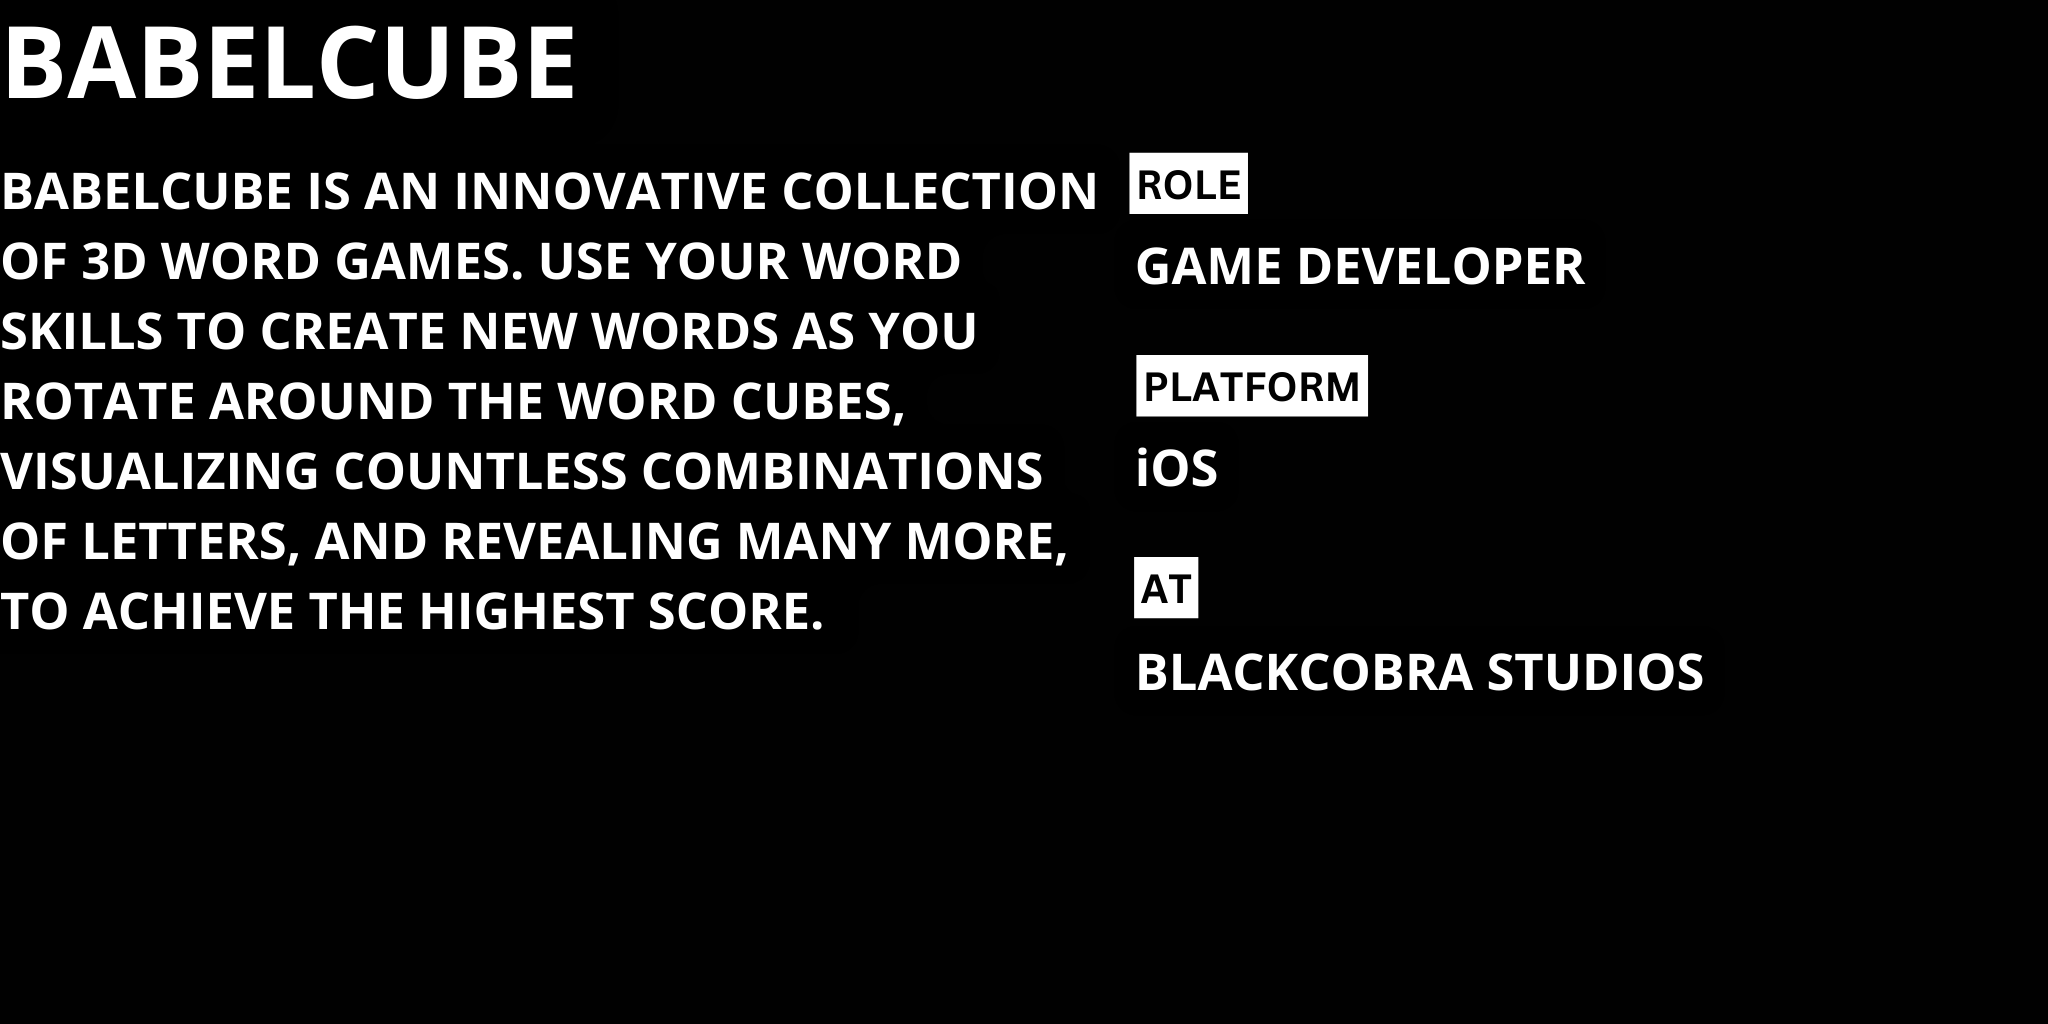 BABELCUBE
BABELCUBE IS AN INNOVATIVE COLLECTION
OF 3D WORD GAMES. USE YOUR WORD
SKILLS TO CREATE NEW WORDS AS YOU
ROTATE AROUND THE WORD CUBES,
VISUALIZING COUNTLESS COMBINATIONS
OF LETTERS, AND REVEALING MANY MORE,
TO ACHIEVE THE HIGHEST SCORE.
ROLE
GAME DEVELOPER
PLATFORM
iOS
AT
BLACKCOBRA STUDIOS